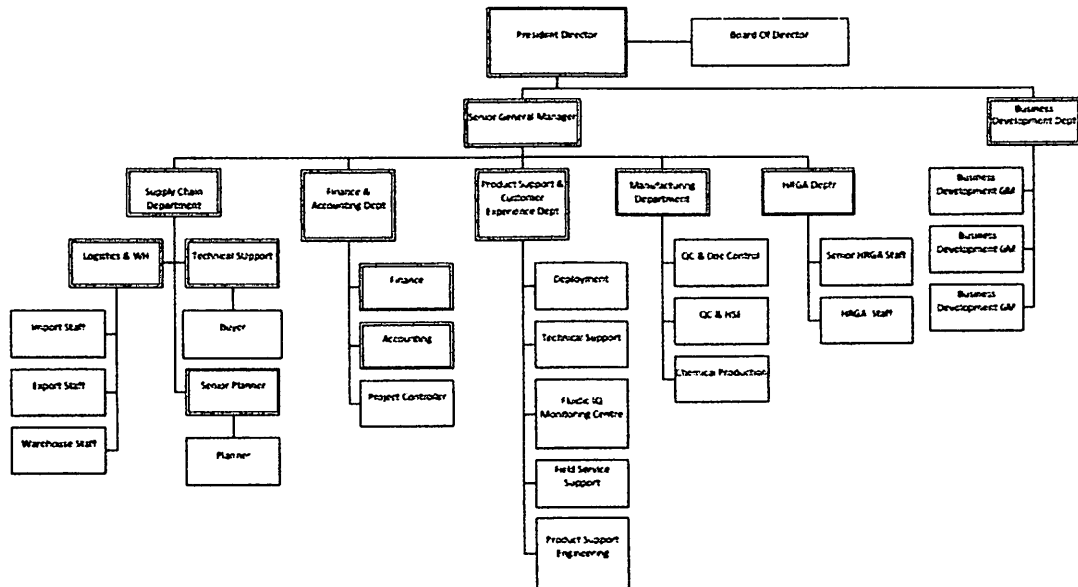 President Director
Board Of Director
Senior General Manager
Business
Development Dept
Supply Chain
Department
Finance &
Accounting Dept
Product Support &
Customer
Experience Dept
Manufacturing
Department
HRGA Deptr
Business
Development GM
Logistics & WH
Technical Support
Finance
Deployment
QC & Doc Control
Senior HRGA Staff
Business
Development GM
Import Staff
Buyer
Accounting
Technical Support
QC & HSE
HRGA Staff
Business
Development GM
Export Staff
Senior Planner
Project Controller
Fluidic IQ
Monitoring Centre
Chemical Production
Warehouse Staff
Planner
Field Service
Support
Product Support
Engineering